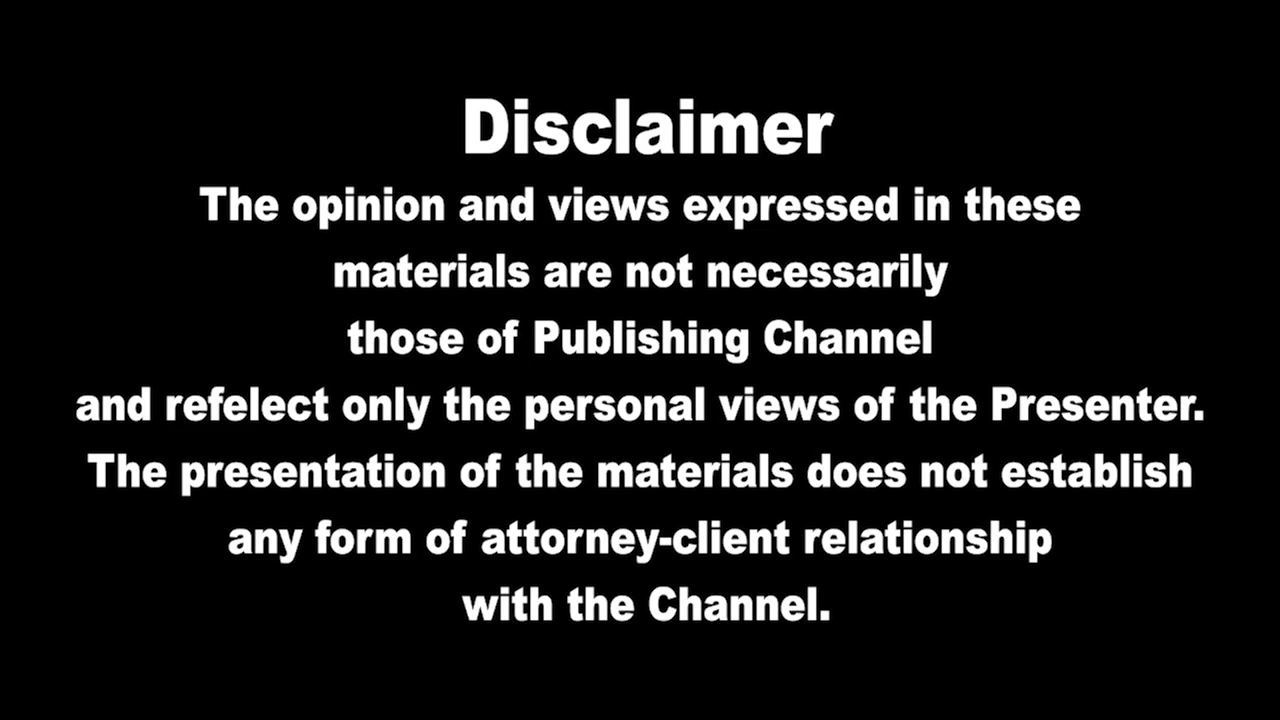 Disclaimer
The opinion and views expressed in these
materials are not necessarily
those of Publishing Channel
and refelect only the personal views of the Presenter.
The presentation of the materials does not establish
any form of attorney-client relationship
with the Channel.